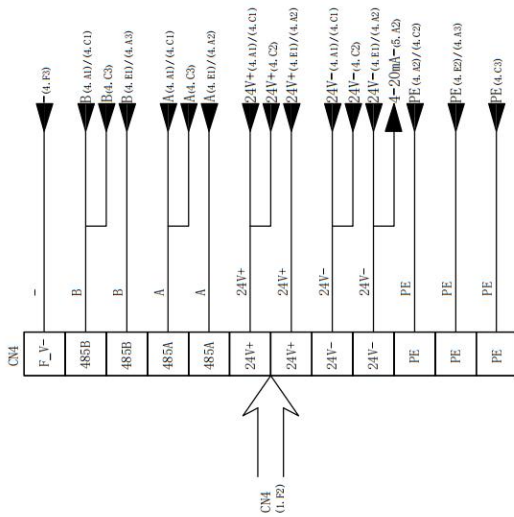 CN4
F_V-
485B
485B
485A
485A
24V+
24V+
24V-
24V-
PE
PE
PE
-
B
B
A
A
24V+
24V+
24V-
24V-
PE
PE
PE
-(4.F3)
B(4.A1)/(4.C1)
B(4.C3)
B(4.E1)/(4.A3)
A(4.A1)/(4.C1)
A(4.C3)
A(4.E1)/(4.A2)
24V+(4.A1)/(4.C1)
24V+(4.C2)
24V+(4.E1)/(4.A2)
24V-(4.A1)/(4.C1)
24V-(4.C2)
24V-(4.E1)/(4.A2)
4-20mA-(5.A2)
PE(4.A2)/(4.C2)
PE(4.E2)/(4.A3)
PE(4.C3)
CN4
(1.F2)